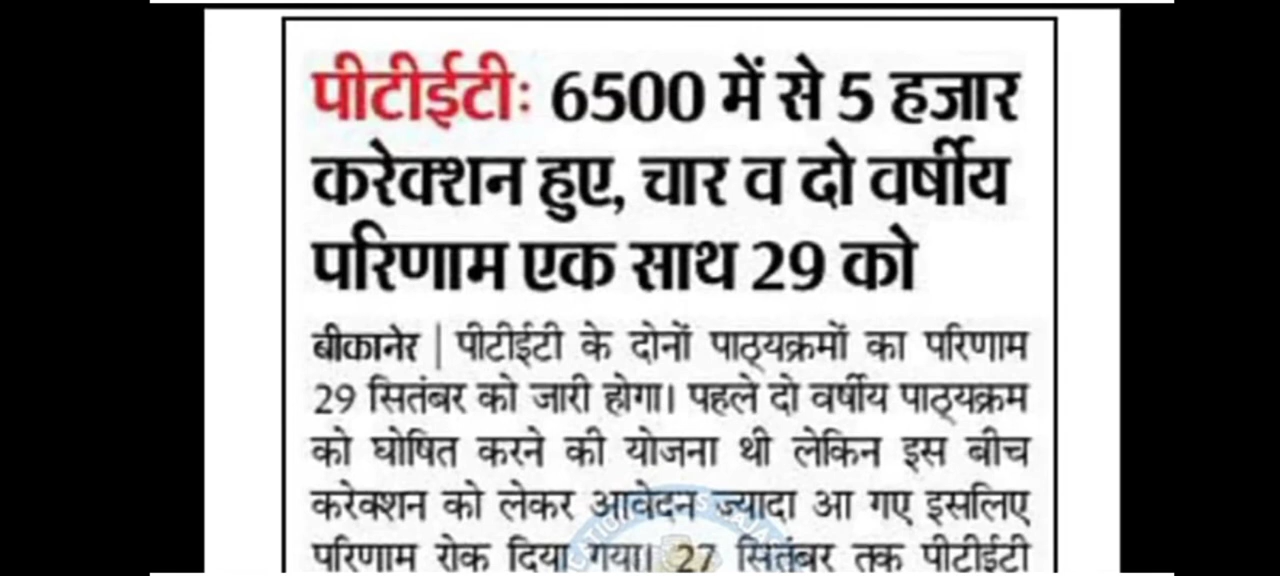 पीटीईटी: 6500 में से 5 हजार
करेक्शन हुए, चार व दो वर्षीय
परिणाम एक साथ 29 को
बीकानेर | पीटीईटी के दोनों पाठ्यक्रमों का परिणाम
29 सितंबर को जारी होगा। पहले दो वर्षीय पाठ्यक्रम
को घोषित करने की योजना थी लेकिन इस बीच
करेक्शन को लेकर आवेदन ज्यादा आ गए इसलिए
परिणाम रोक दिया गया। 27 सितंबर तक पीटीईटी